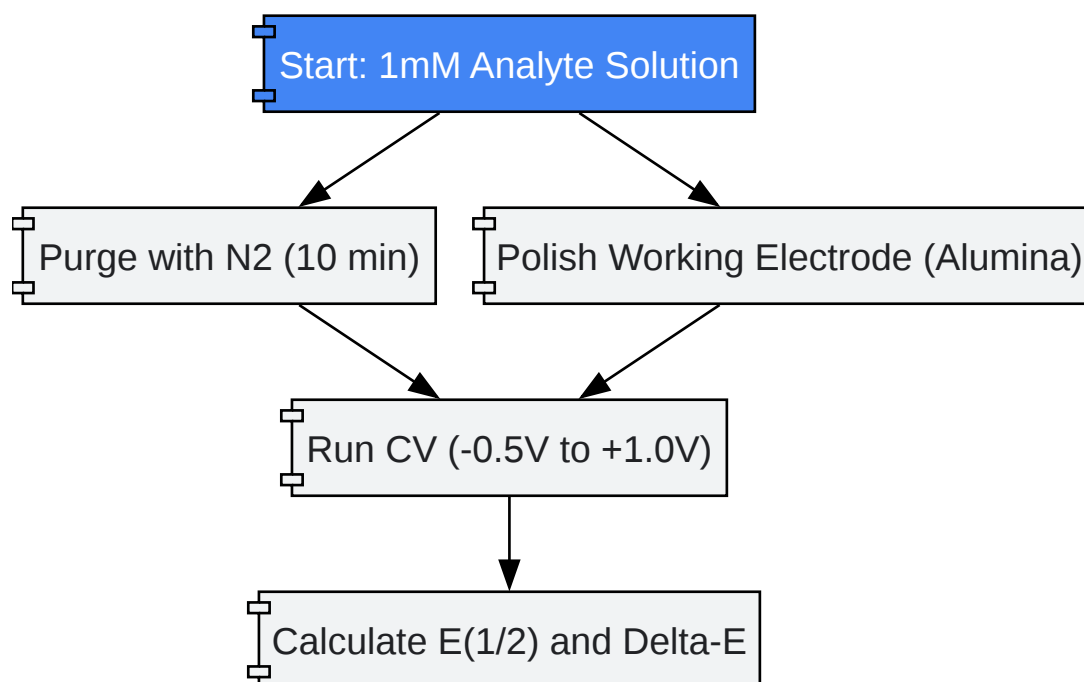 Start: 1mM Analyte Solution
Purge with N2 (10 min)
Polish Working Electrode (Alumina)
Run CV (-0.5V to +1.0V)
Calculate E(1/2) and Delta-E